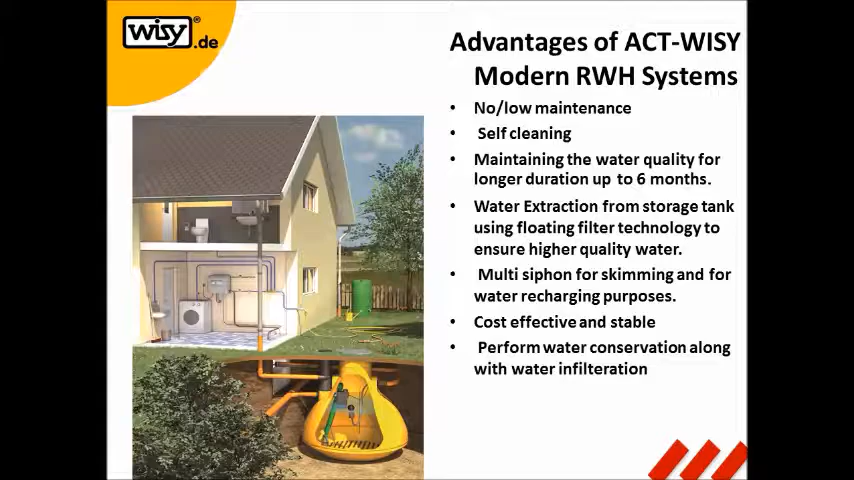 wisy®.de
Advantages of ACT-WISY
Modern RWH Systems
• No/low maintenance
• Self cleaning
• Maintaining the water quality for
longer duration up to 6 months.
• Water Extraction from storage tank
using floating filter technology to
ensure higher quality water.
• Multi siphon for skimming and for
water recharging purposes.
• Cost effective and stable
• Perform water conservation along
with water infilteration